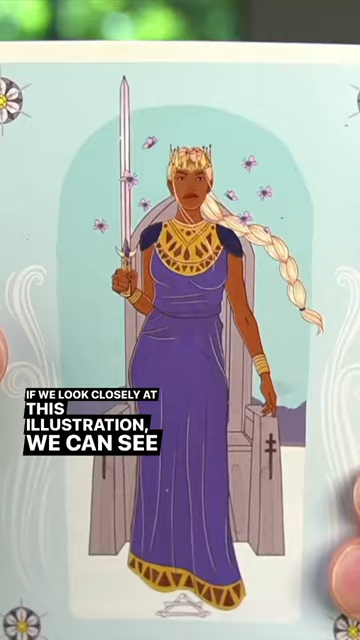 IF WE LOOK CLOSELY AT
THIS
ILLUSTRATION,
WE CAN SEE